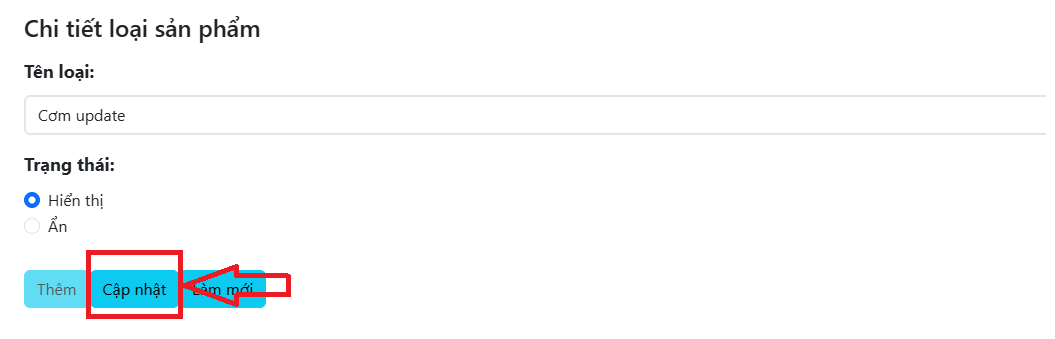 Chi tiết loại sản phẩm
Tên loại:
Cơm update
Trạng thái:
Hiển thị
Ẩn
Thêm Cập nhật Làm mới